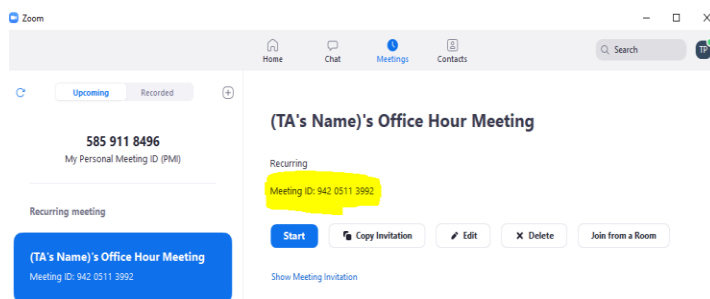 Zoom
Home Chat Meetings Contacts
Search
TP
Upcoming Recorded
585 911 8496
My Personal Meeting ID (PMI)
Recurring meeting
(TA's Name)'s Office Hour Meeting
Meeting ID: 942 0511 3992
(TA's Name)'s Office Hour Meeting
Recurring
Meeting ID: 942 0511 3992
Start Copy Invitation Edit Delete Join from a Room
Show Meeting Invitation